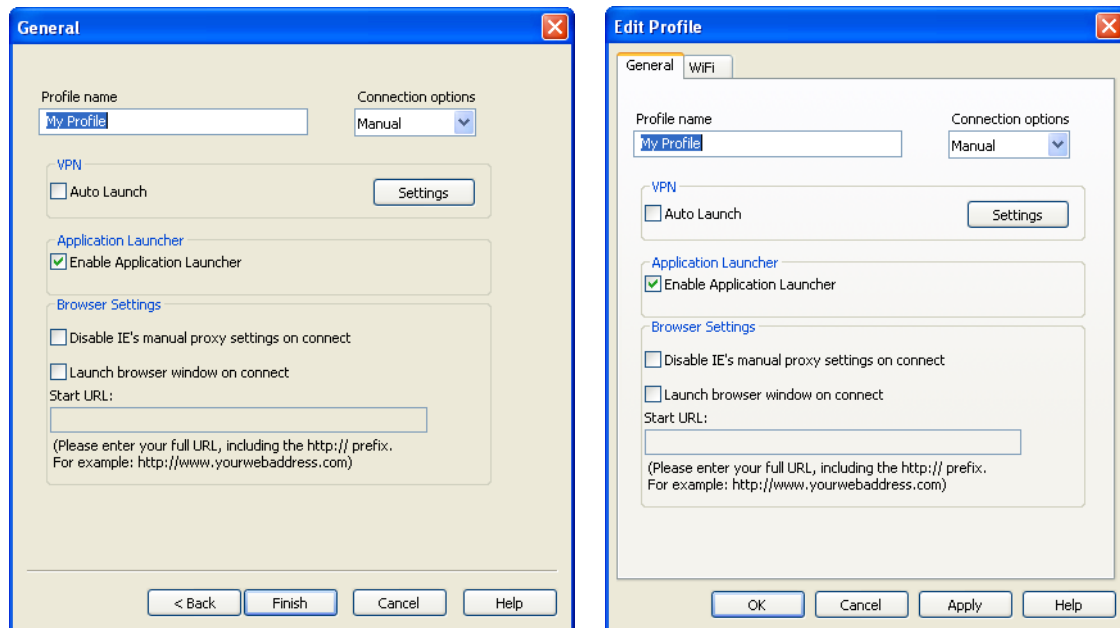 General
Profile name
Connection options
My Profile
Manual
VPN
Auto Launch
Settings
Application Launcher
Enable Application Launcher
Browser Settings
Disable IE's manual proxy settings on connect
Launch browser window on connect
Start URL:
(Please enter your full URL, including the http:// prefix.
For example: http://www.yourwebaddress.com)
< Back
Finish
Cancel
Help
Edit Profile
General
WiFi
Profile name
Connection options
My Profile
Manual
VPN
Auto Launch
Settings
Application Launcher
Enable Application Launcher
Browser Settings
Disable IE's manual proxy settings on connect
Launch browser window on connect
Start URL:
(Please enter your full URL, including the http:// prefix.
For example: http://www.yourwebaddress.com)
OK
Cancel
Apply
Help